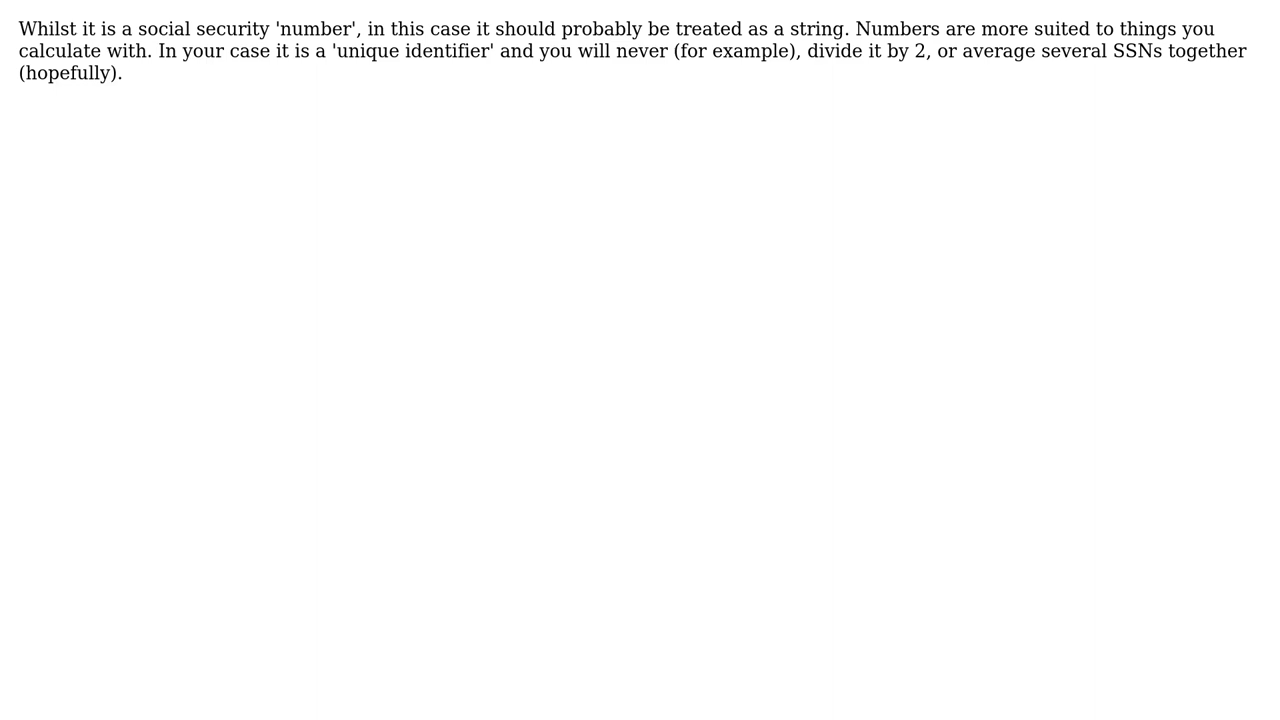 Whilst it is a social security 'number', in this case it should probably be treated as a string. Numbers are more suited to things you
calculate with. In your case it is a 'unique identifier' and you will never (for example), divide it by 2, or average several SSNs together
(hopefully).